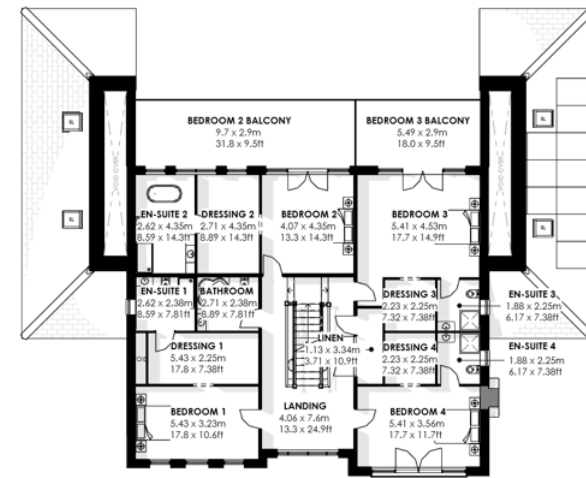 BEDROOM 2 BALCONY
9.7 x 2.9m
31.8 x 9.5ft
BEDROOM 3 BALCONY
5.49 x 2.9m
18.0 x 9.5ft
RL
RL
VOID OVER
VOID OVER
RL
RL
EN-SUITE 2
2.62 x 4.35m
8.59 x 14.3ft
DRESSING 2
2.71 x 4.35m
8.89 x 14.3ft
BEDROOM 2
4.07 x 4.35m
13.3 x 14.3ft
BEDROOM 3
5.41 x 4.53m
17.7 x 14.9ft
EN-SUITE 1
2.62 x 2.38m
8.59 x 7.81ft
BATHROOM
2.71 x 2.38m
8.89 x 7.81ft
DRESSING 3
2.23 x 2.25m
7.32 x 7.38ft
EN-SUITE 3
1.88 x 2.25m
6.17 x 7.38ft
LINEN
1.13 x 3.34m
3.71 x 10.9ft
DRESSING 1
5.43 x 2.25m
17.8 x 7.38ft
DRESSING 4
2.23 x 2.25m
7.32 x 7.38ft
EN-SUITE 4
1.88 x 2.25m
6.17 x 7.38ft
BEDROOM 1
5.43 x 3.23m
17.8 x 10.6ft
LANDING
4.06 x 7.6m
13.3 x 24.9ft
BEDROOM 4
5.41 x 3.56m
17.7 x 11.7ft